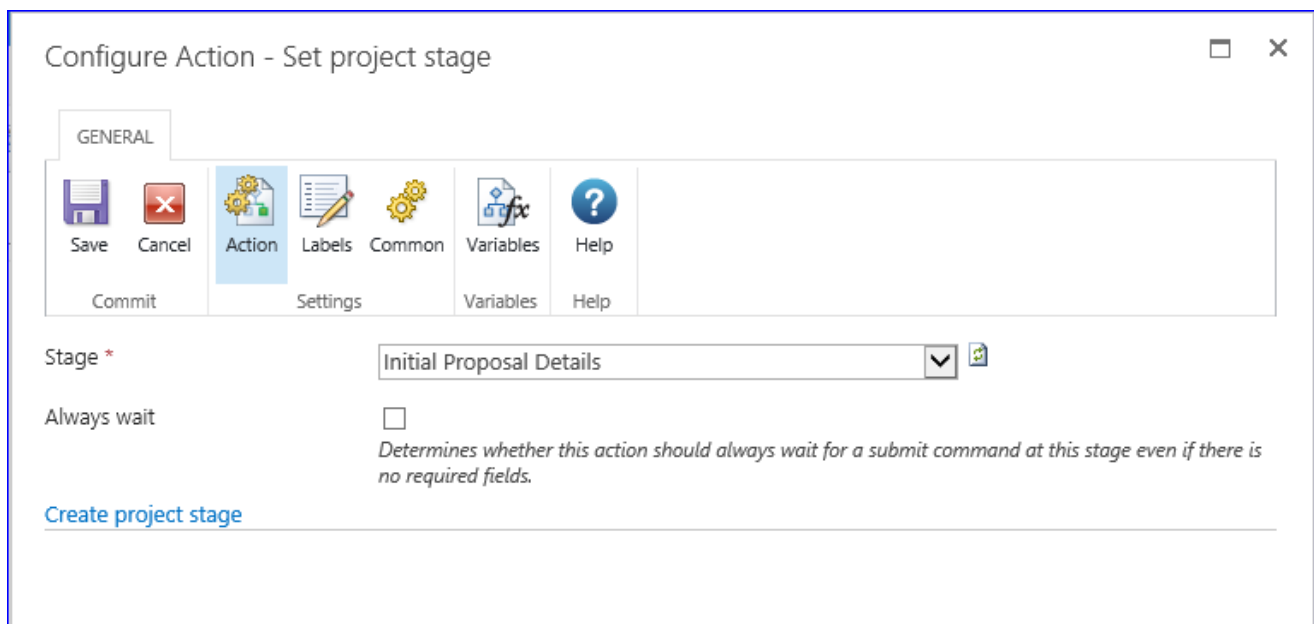 Configure Action - Set project stage
GENERAL
Save Cancel Action Labels Common Variables Help
Commit Settings Variables Help
Stage *
Initial Proposal Details
Always wait
Determines whether this action should always wait for a submit command at this stage even if there is
no required fields.
Create project stage